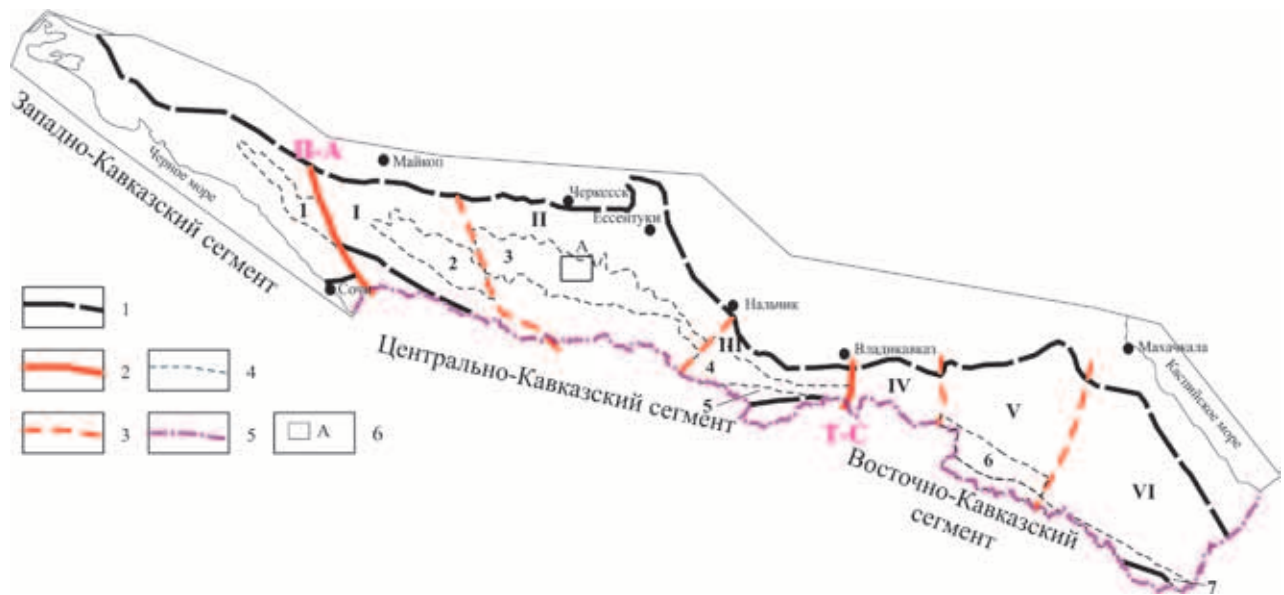 Западно-Кавказский сегмент
Черное море
П-А
Майкоп
Черкесск
Ессентуки
I
I
II
А
2
3
Сочи
Нальчик
III
4
5
Центрально-Кавказский сегмент
Владикавказ
IV
Т-С
V
6
Махачкала
Каспийское море
VI
Восточно-Кавказский
сегмент
7
1
2
4
3
5
А
6